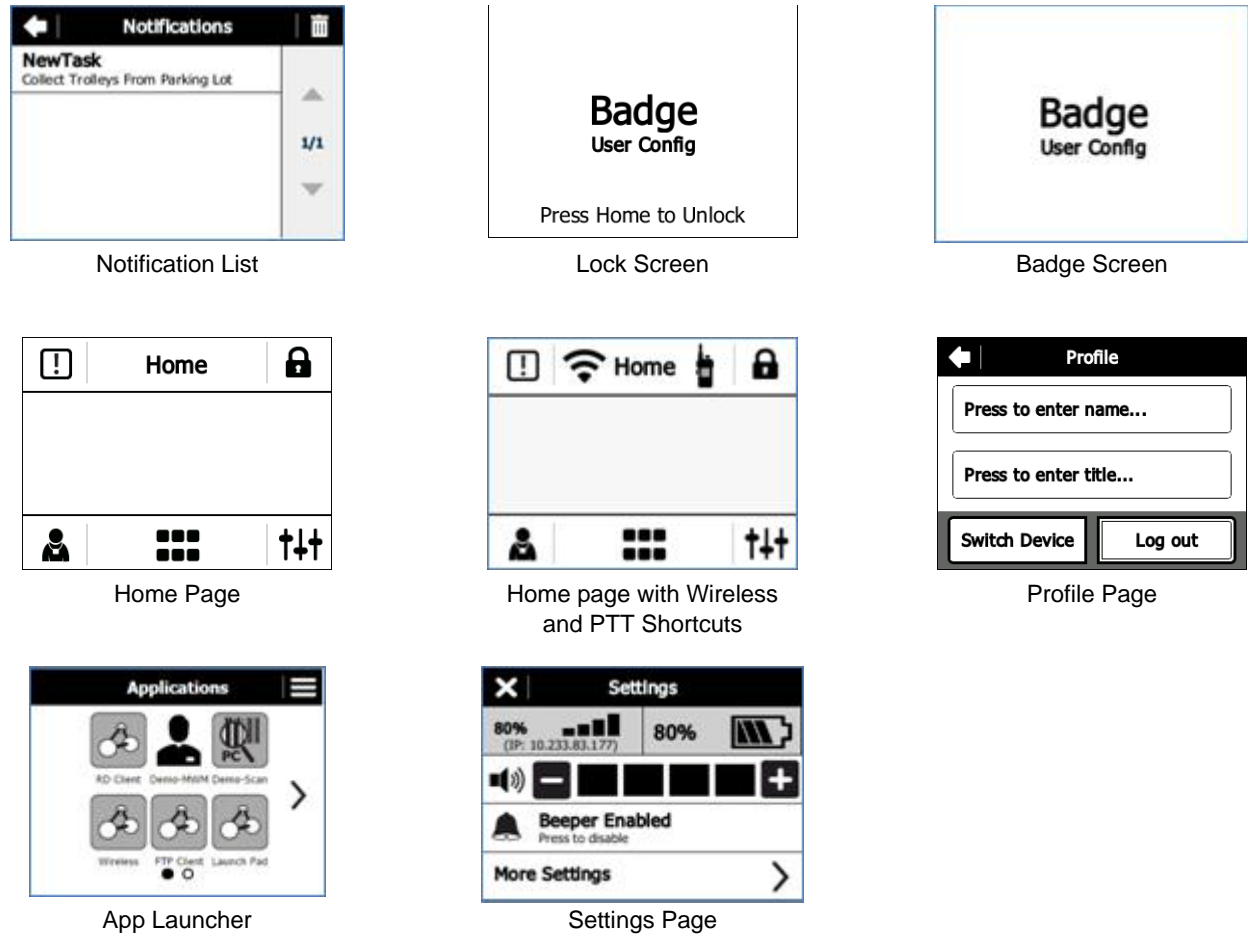 Notifications
NewTask
Collect Trolleys From Parking Lot
1/1
Notification List
Badge
User Config
Press Home to Unlock
Lock Screen
Badge
User Config
Badge Screen
! Home
Home Page
! Home
Home page with Wireless
and PTT Shortcuts
Profile
Press to enter name...
Press to enter title...
Switch Device Log out
Profile Page
Applications
PC
RD Client Demo-MWM Demo-Scan
Wireless FTP Client Launch Pad
App Launcher
Settings
80% 80%
(IP: 10.233.83.177)
Beeper Enabled
Press to disable
More Settings
Settings Page